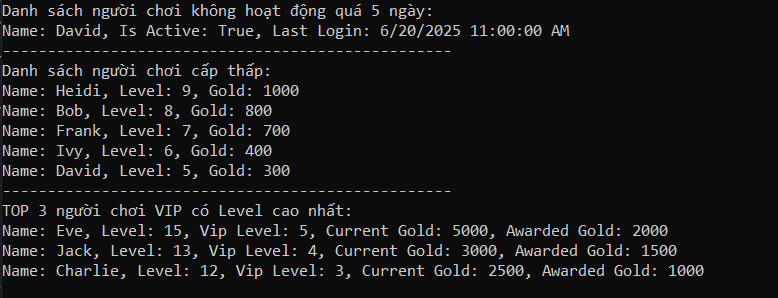 Danh sách người chơi không hoạt động quá 5 ngày:
Name: David, Is Active: True, Last Login: 6/20/2025 11:00:00 AM
--------------------------------------------------
Danh sách người chơi cấp thấp:
Name: Heidi, Level: 9, Gold: 1000
Name: Bob, Level: 8, Gold: 800
Name: Frank, Level: 7, Gold: 700
Name: Ivy, Level: 6, Gold: 400
Name: David, Level: 5, Gold: 300
--------------------------------------------------
TOP 3 người chơi VIP có Level cao nhất:
Name: Eve, Level: 15, Vip Level: 5, Current Gold: 5000, Awarded Gold: 2000
Name: Jack, Level: 13, Vip Level: 4, Current Gold: 3000, Awarded Gold: 1500
Name: Charlie, Level: 12, Vip Level: 3, Current Gold: 2500, Awarded Gold: 1000